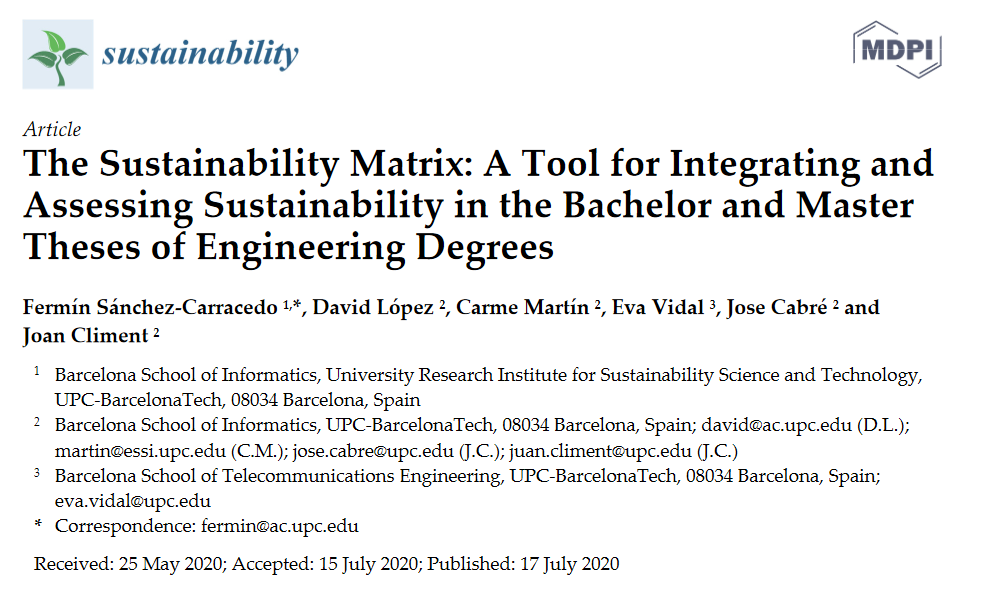 sustainability
MDPI
Article
The Sustainability Matrix: A Tool for Integrating and
Assessing Sustainability in the Bachelor and Master
Theses of Engineering Degrees
Fermín Sánchez-Carracedo 1,*, David López 2, Carme Martín 2, Eva Vidal 3, Jose Cabré 2 and
Joan Climent 2
1 Barcelona School of Informatics, University Research Institute for Sustainability Science and Technology,
UPC-BarcelonaTech, 08034 Barcelona, Spain
2 Barcelona School of Informatics, UPC-BarcelonaTech, 08034 Barcelona, Spain; david@ac.upc.edu (D.L.);
martin@essi.upc.edu (C.M.); jose.cabre@upc.edu (J.C.); juan.climent@upc.edu (J.C.)
3 Barcelona School of Telecommunications Engineering, UPC-BarcelonaTech, 08034 Barcelona, Spain;
eva.vidal@upc.edu
* Correspondence: fermin@ac.upc.edu
Received: 25 May 2020; Accepted: 15 July 2020; Published: 17 July 2020